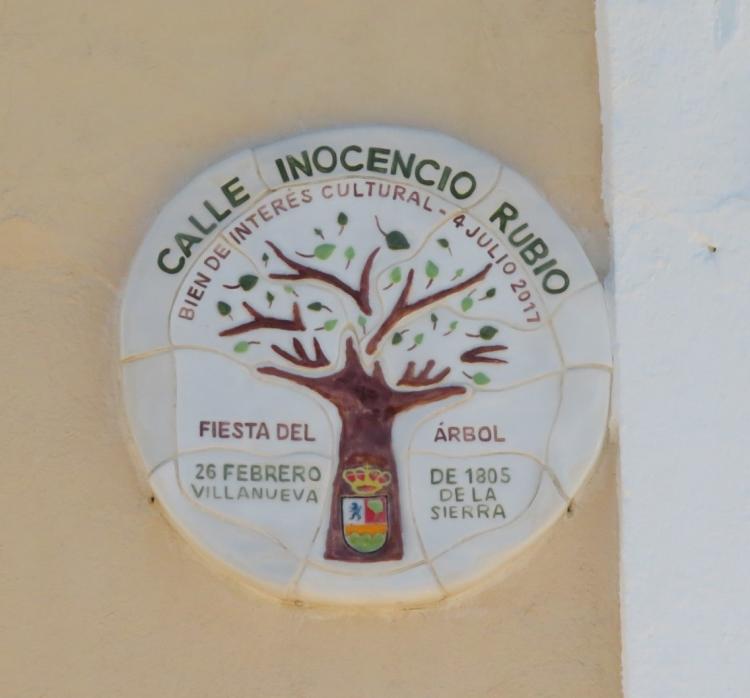 CALLE INOCENCIO RUBIO
BIEN DE INTERÉS CULTURAL - 4 JULIO 2017
FIESTA DEL ÁRBOL
26 FEBRERO DE 1805
VILLANUEVA DE LA
SIERRA